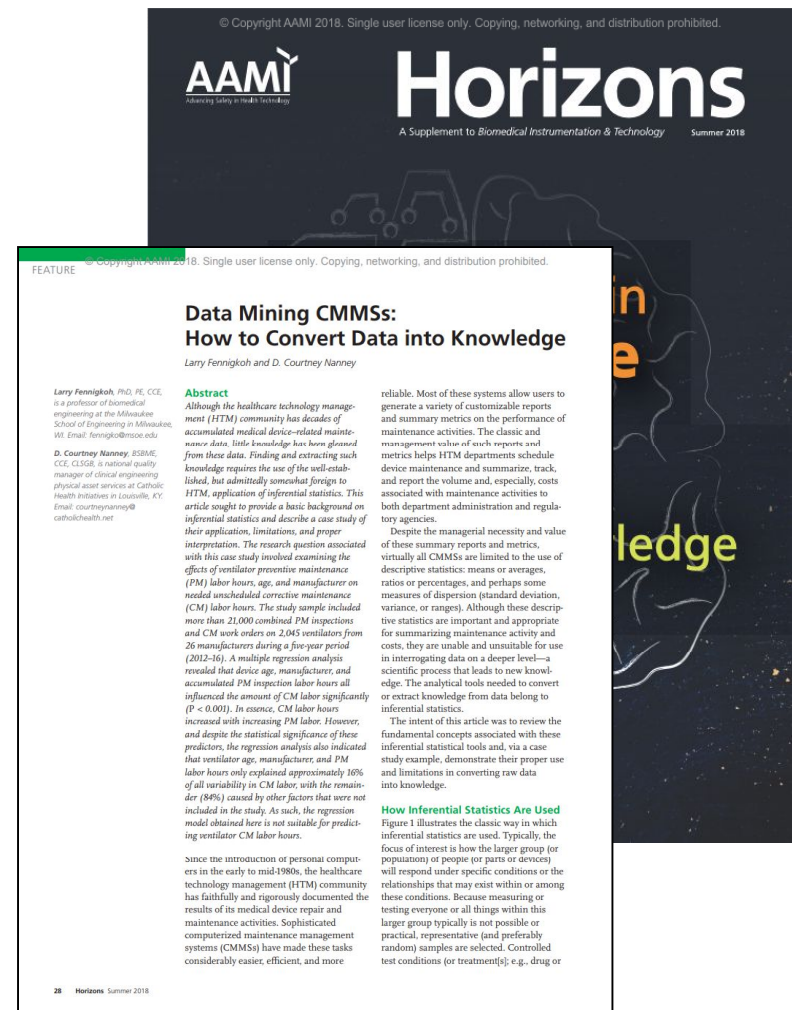 © Copyright AAMI 2018. Single user license only. Copying, networking, and distribution prohibited.
AAMI
Advancing Safety in Health Technology
Horizons
A Supplement to Biomedical Instrumentation & Technology Summer 2018
in
e
ledge
FEATURE
© Copyright AAMI 2018. Single user license only. Copying, networking, and distribution prohibited.
Data Mining CMMSs:
How to Convert Data into Knowledge
Larry Fennigkoh and D. Courtney Nanney
Larry Fennigkoh, PhD, PE, CCE,
is a professor of biomedical
engineering at the Milwaukee
School of Engineering in Milwaukee,
WI. Email: fennigko@msoe.edu
D. Courtney Nanney, BSBME,
CCE, CLSGB, is national quality
manager of clinical engineering
physical asset services at Catholic
Health Initiatives in Louisville, KY.
Email: courtneynanney@
catholichealth.net
Abstract
Although the healthcare technology manage-
ment (HTM) community has decades of
accumulated medical device–related mainte-
nance data, little knowledge has been gleaned
from these data. Finding and extracting such
knowledge requires the use of the well-estab-
lished, but admittedly somewhat foreign to
HTM, application of inferential statistics. This
article sought to provide a basic background on
inferential statistics and describe a case study of
their application, limitations, and proper
interpretation. The research question associated
with this case study involved examining the
effects of ventilator preventive maintenance
(PM) labor hours, age, and manufacturer on
needed unscheduled corrective maintenance
(CM) labor hours. The study sample included
more than 21,000 combined PM inspections
and CM work orders on 2,045 ventilators from
26 manufacturers during a five-year period
(2012–16). A multiple regression analysis
revealed that device age, manufacturer, and
accumulated PM inspection labor hours all
influenced the amount of CM labor significantly
(P < 0.001). In essence, CM labor hours
increased with increasing PM labor. However,
and despite the statistical significance of these
predictors, the regression analysis also indicated
that ventilator age, manufacturer, and PM
labor hours only explained approximately 16%
of all variability in CM labor, with the remain-
der (84%) caused by other factors that were not
included in the study. As such, the regression
model obtained here is not suitable for predict-
ing ventilator CM labor hours.
Since the introduction of personal comput-
ers in the early to mid-1980s, the healthcare
technology management (HTM) community
has faithfully and rigorously documented the
results of its medical device repair and
maintenance activities. Sophisticated
computerized maintenance management
systems (CMMSs) have made these tasks
considerably easier, efficient, and more
reliable. Most of these systems allow users to
generate a variety of customizable reports
and summary metrics on the performance of
maintenance activities. The classic and
management value of such reports and
metrics helps HTM departments schedule
device maintenance and summarize, track,
and report the volume and, especially, costs
associated with maintenance activities to
both department administration and regula-
tory agencies.
Despite the managerial necessity and value
of these summary reports and metrics,
virtually all CMMSs are limited to the use of
descriptive statistics: means or averages,
ratios or percentages, and perhaps some
measures of dispersion (standard deviation,
variance, or ranges). Although these descrip-
tive statistics are important and appropriate
for summarizing maintenance activity and
costs, they are unable and unsuitable for use
in interrogating data on a deeper level—a
scientific process that leads to new knowl-
edge. The analytical tools needed to convert
or extract knowledge from data belong to
inferential statistics.
The intent of this article was to review the
fundamental concepts associated with these
inferential statistical tools and, via a case
study example, demonstrate their proper use
and limitations in converting raw data
into knowledge.
How Inferential Statistics Are Used
Figure 1 illustrates the classic way in which
inferential statistics are used. Typically, the
focus of interest is how the larger group (or
population) of people (or parts or devices)
will respond under specific conditions or the
relationships that may exist within or among
these conditions. Because measuring or
testing everyone or all things within this
larger group typically is not possible or
practical, representative (and preferably
random) samples are selected. Controlled
test conditions (or treatment[s]; e.g., drug or
28 Horizons Summer 2018